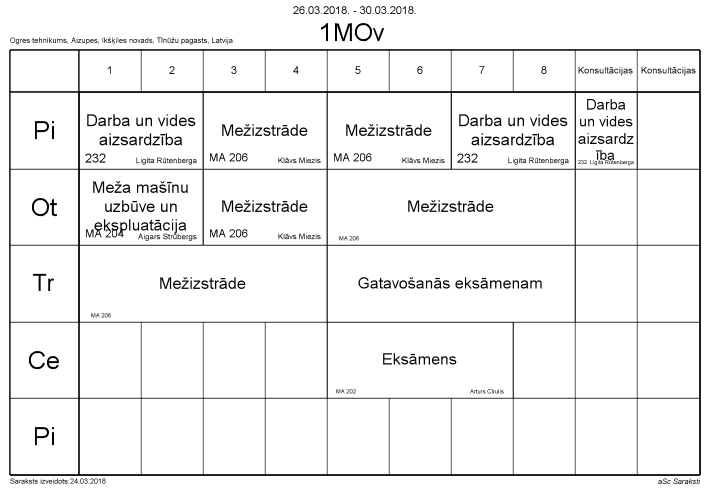 26.03.2018. - 30.03.2018.
1MOv
Ogres tehnikums, Aizupes, Ikšķiles novads, Tīnūžu pagasts, Latvija
1 2 3 4 5 6 7 8 Konsultācijas Konsultācijas
Pi
Darba un vides
aizsardzība
232 Ligita Rūtenberga
Mežizstrāde
MA 206 Klāvs Miezis
Mežizstrāde
MA 206 Klāvs Miezis
Darba un vides
aizsardzība
232 Ligita Rūtenberga
Darba
un vides
aizsardz
ība
232 Ligita Rūtenberga
Ot
Meža mašīnu
uzbūve un
ekspluatācija
MA 204 Aigars Strūbergs
Mežizstrāde
MA 206 Klāvs Miezis
Mežizstrāde
MA 206
Tr
Mežizstrāde
MA 206
Gatavošanās eksāmenam
Ce
Eksāmens
MA 202 Arturs Cīrulis
Pi
Saraksts izveidots:24.03.2018 aSc Saraksti